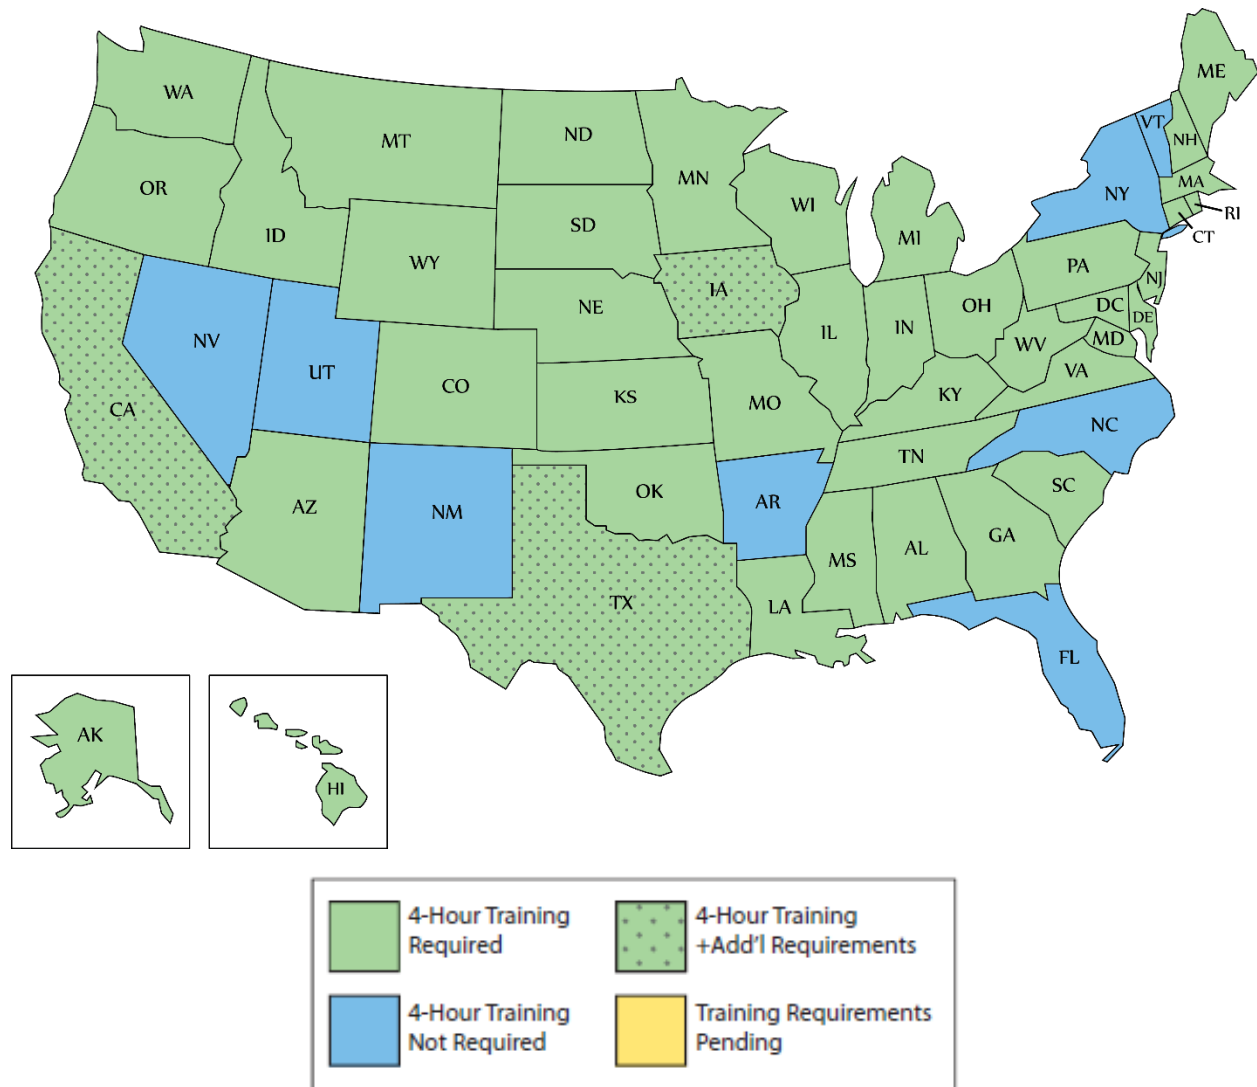 ME
WA
VT
MT
ND
NH
MN
OR
MA
NY
WI
RI
SD
ID
MI
CT
WY
PA
IA
NJ
NE
DC
OH
DE
NV
IL
IN
MD
WV
UT
VA
CO
KS
KY
CA
MO
NC
TN
OK
SC
AR
AZ
NM
GA
AL
MS
TX
LA
FL
AK
HI
4-Hour Training
Required
4-Hour Training
+Add'l Requirements
4-Hour Training
Not Required
Training Requirements
Pending